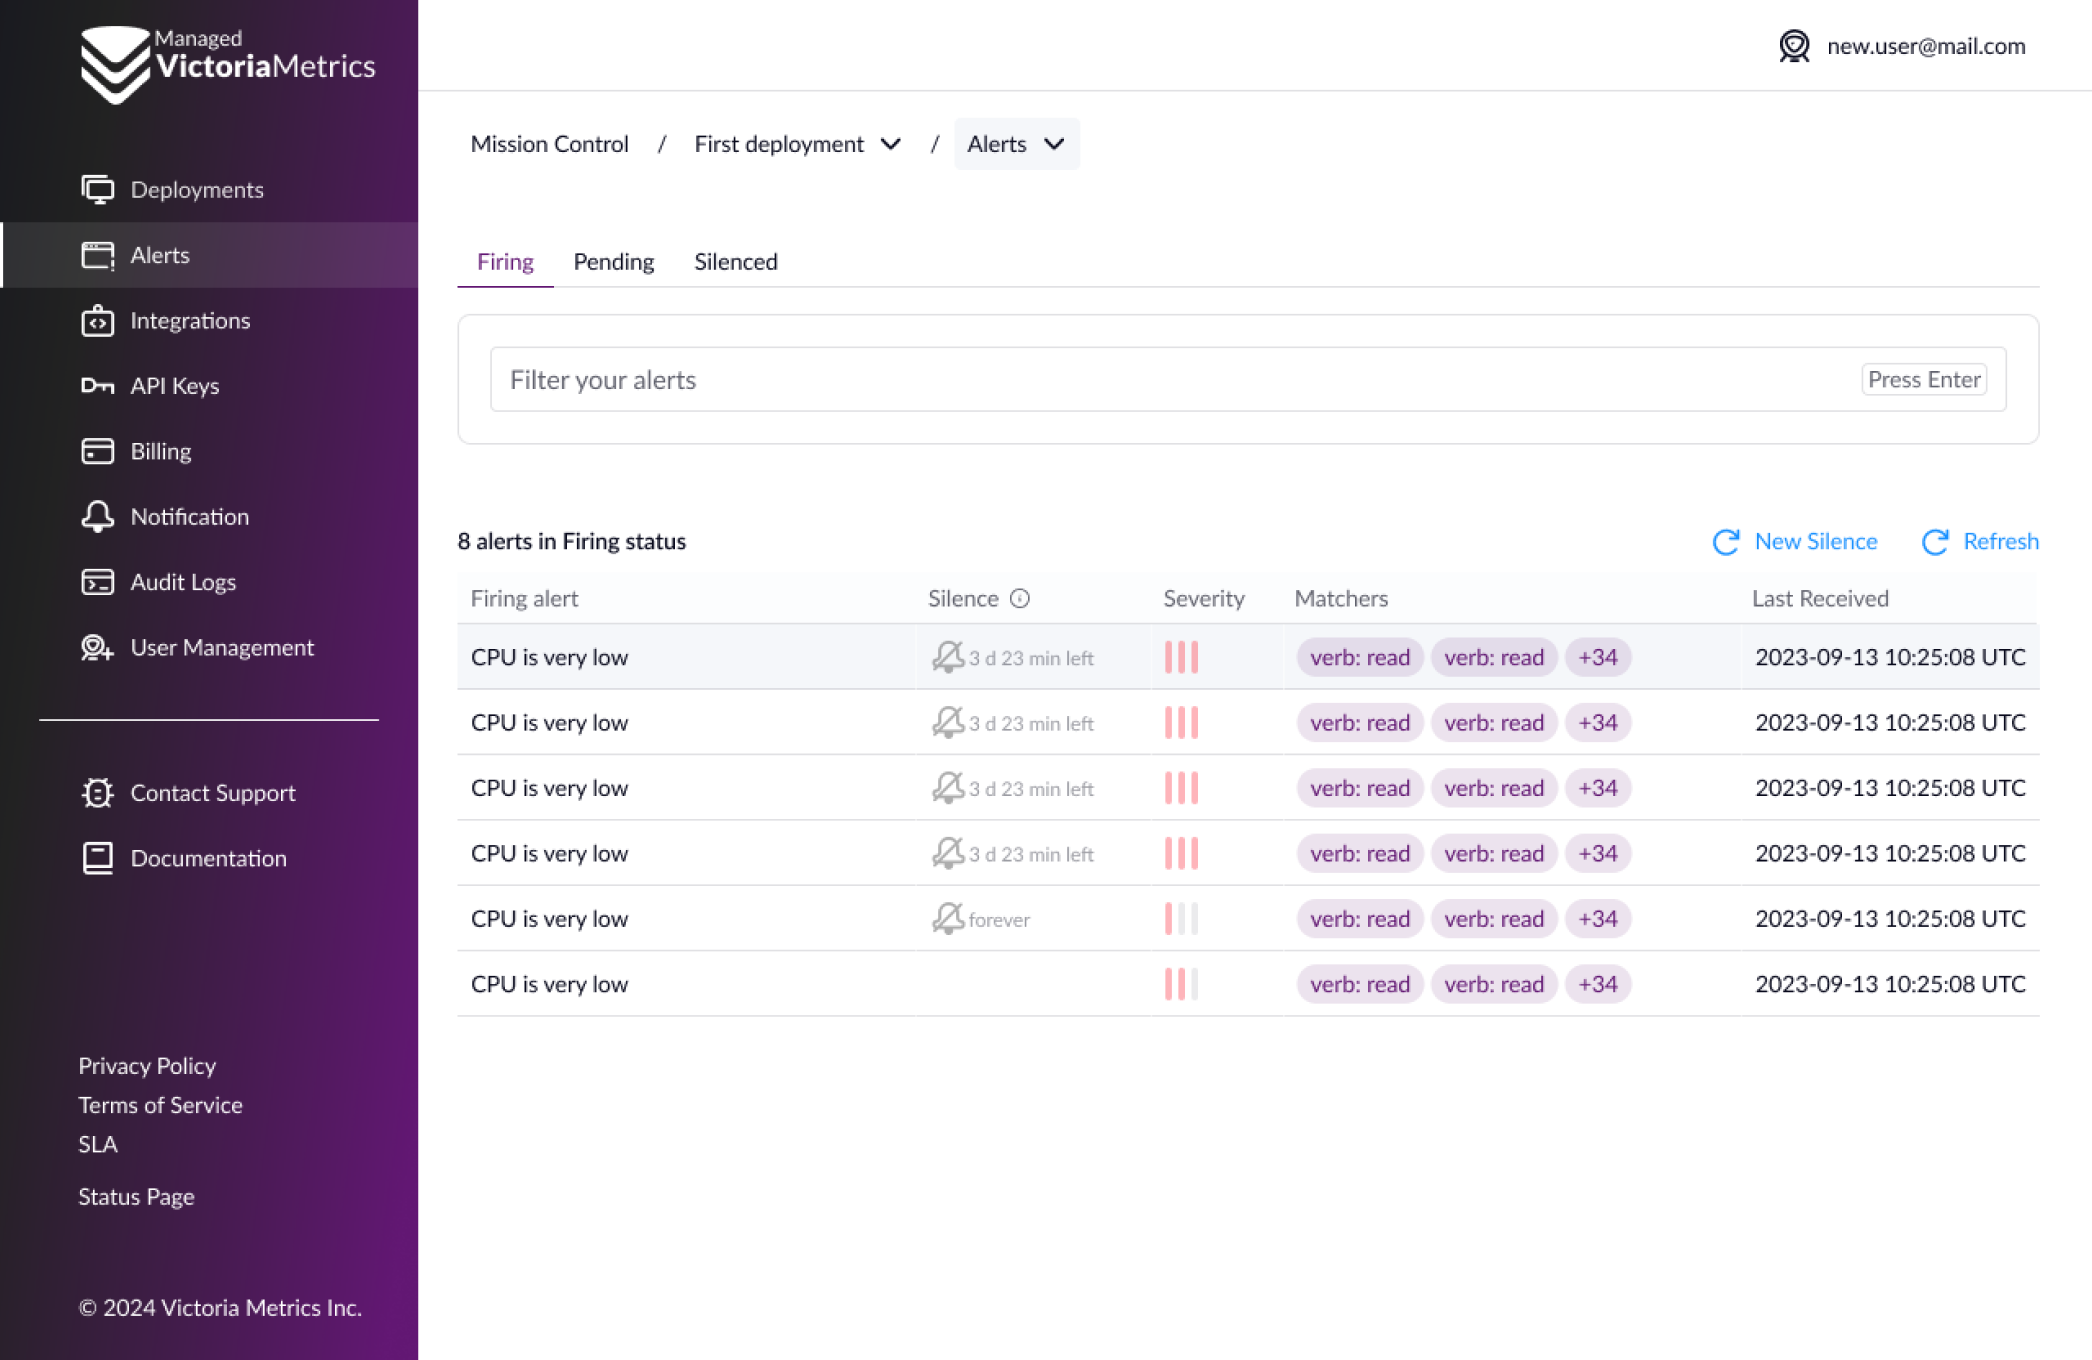 Managed
VictoriaMetrics
new.user@mail.com
Mission Control / First deployment / Alerts
Deployments
Alerts
Integrations
API Keys
Billing
Notification
Audit Logs
User Management
Contact Support
Documentation
Privacy Policy
Terms of Service
SLA
Status Page
© 2024 Victoria Metrics Inc.
Firing Pending Silenced
Filter your alerts Press Enter
8 alerts in Firing status New Silence Refresh
Firing alert Silence Severity Matchers Last Received
CPU is very low 3 d 23 min left verb: read verb: read +34 2023-09-13 10:25:08 UTC
CPU is very low 3 d 23 min left verb: read verb: read +34 2023-09-13 10:25:08 UTC
CPU is very low 3 d 23 min left verb: read verb: read +34 2023-09-13 10:25:08 UTC
CPU is very low 3 d 23 min left verb: read verb: read +34 2023-09-13 10:25:08 UTC
CPU is very low forever verb: read verb: read +34 2023-09-13 10:25:08 UTC
CPU is very low verb: read verb: read +34 2023-09-13 10:25:08 UTC